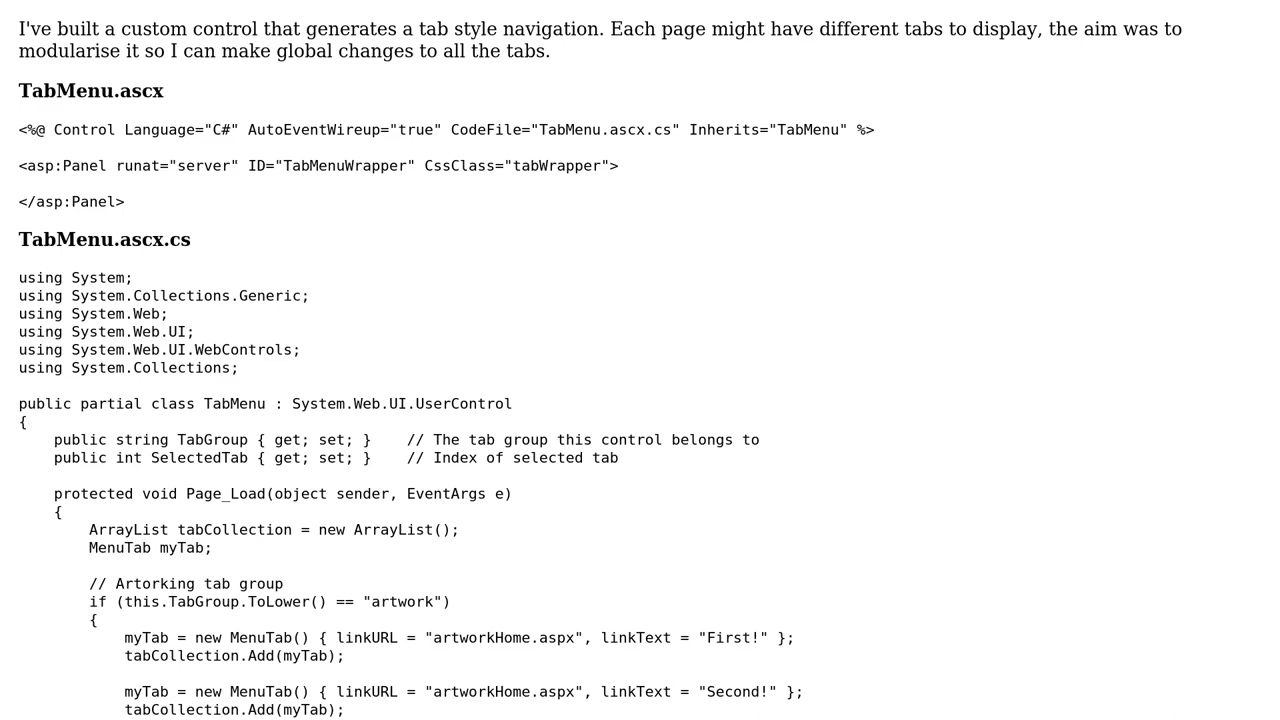 I've built a custom control that generates a tab style navigation. Each page might have different tabs to display, the aim was to
modularise it so I can make global changes to all the tabs.
TabMenu.ascx
<%@ Control Language="C#" AutoEventWireup="true" CodeFile="TabMenu.ascx.cs" Inherits="TabMenu" %>
<asp:Panel runat="server" ID="TabMenuWrapper" CssClass="tabWrapper">
</asp:Panel>
TabMenu.ascx.cs
using System;
using System.Collections.Generic;
using System.Web;
using System.Web.UI;
using System.Web.UI.WebControls;
using System.Collections;
public partial class TabMenu : System.Web.UI.UserControl
{
    public string TabGroup { get; set; }    // The tab group this control belongs to
    public int SelectedTab { get; set; }    // Index of selected tab
    protected void Page_Load(object sender, EventArgs e)
    {
        ArrayList tabCollection = new ArrayList();
        MenuTab myTab;
        // Artorking tab group
        if (this.TabGroup.ToLower() == "artwork")
        {
            myTab = new MenuTab() { linkURL = "artworkHome.aspx", linkText = "First!" };
            tabCollection.Add(myTab);
            myTab = new MenuTab() { linkURL = "artworkHome.aspx", linkText = "Second!" };
            tabCollection.Add(myTab);